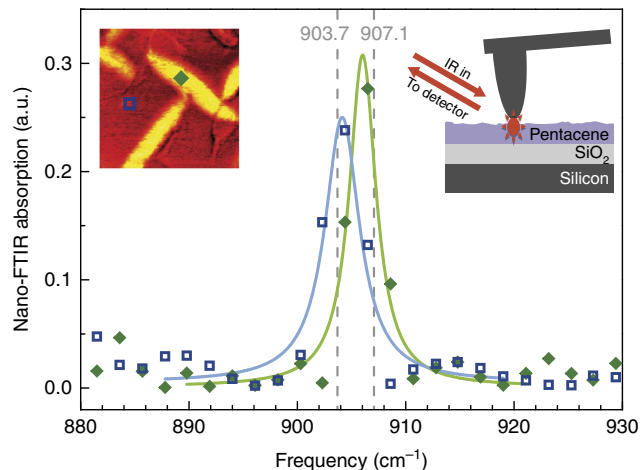 0.3
0.2
0.1
0.0
Nano-FTIR absorption (a.u.)
903.7
907.1
IR in
To detector
Pentacene
SiO₂
Silicon
880
890
900
910
920
930
Frequency (cm⁻¹)